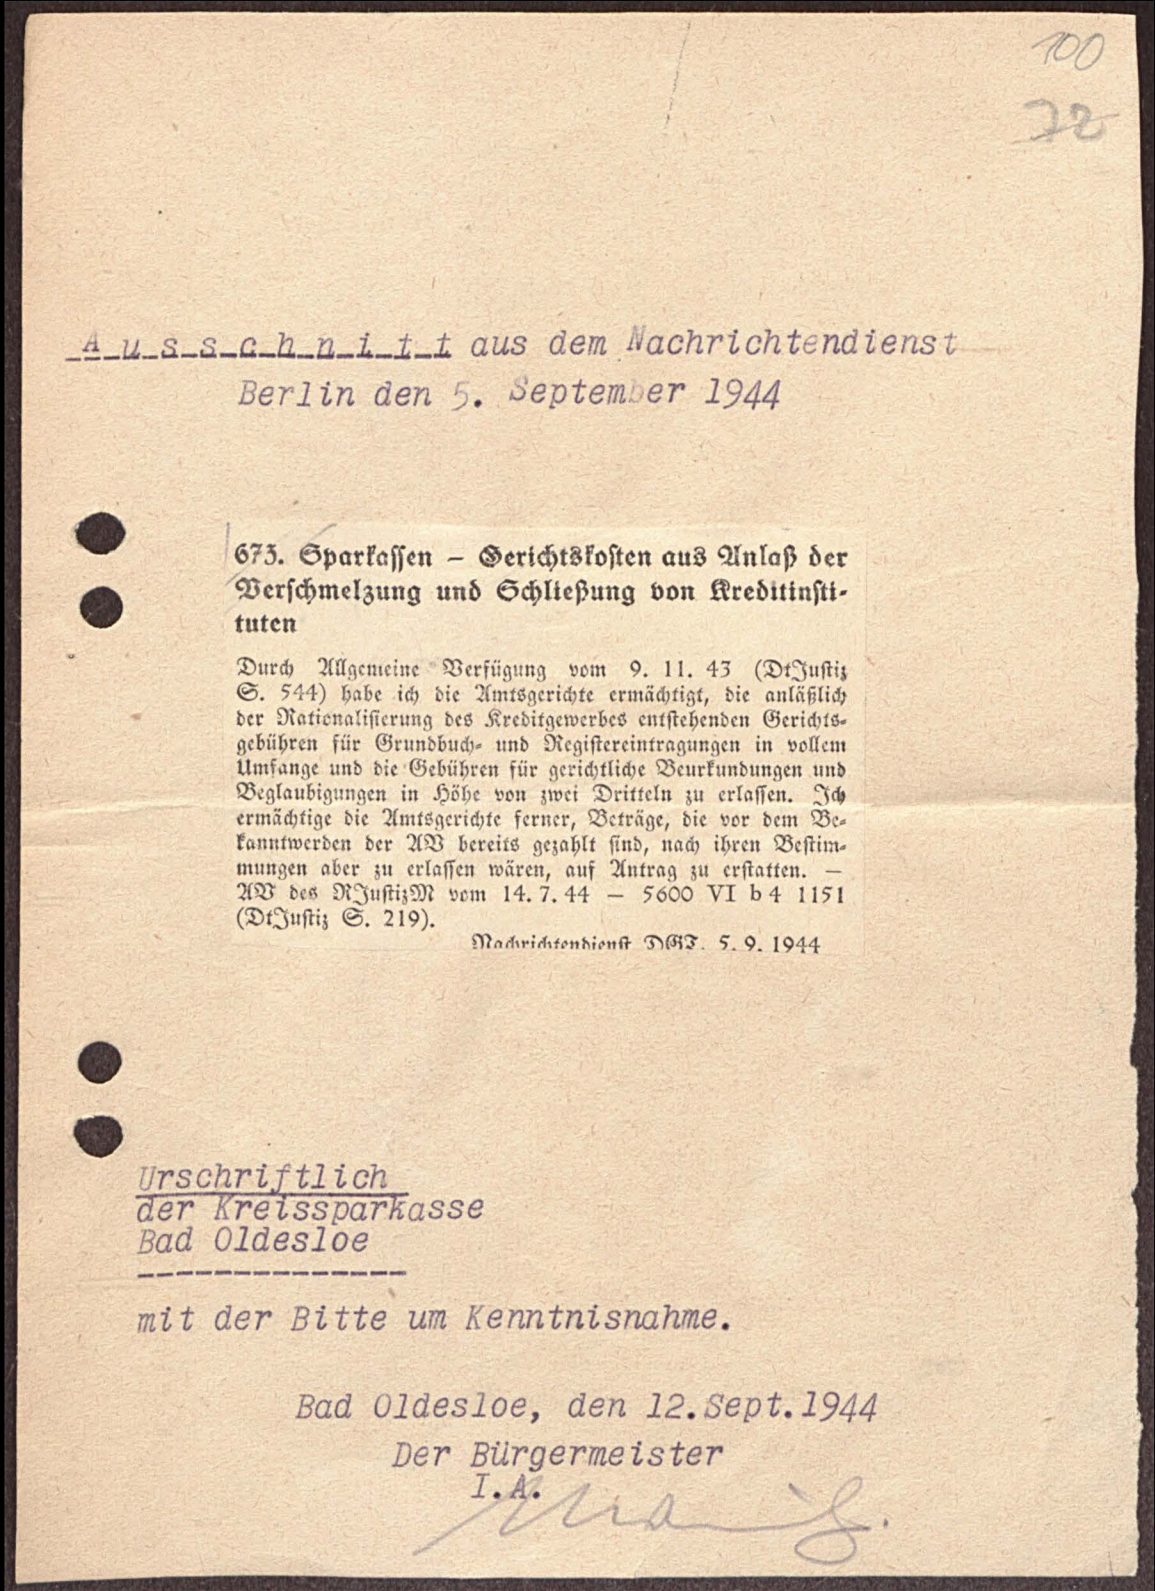 100
72
A u s s c h n i t t aus dem Nachrichtendienst
Berlin den 5. September 1944
673. Sparkassen – Gerichtskosten aus Anlaß der
Verschmelzung und Schließung von Kreditinsti-
tuten
Durch Allgemeine Verfügung vom 9. 11. 43 (DtJustiz
S. 544) habe ich die Amtsgerichte ermächtigt, die anläßlich
der Rationalisierung des Kreditgewerbes entstehenden Gerichts-
gebühren für Grundbuch- und Registereintragungen in vollem
Umfange und die Gebühren für gerichtliche Beurkundungen und
Beglaubigungen in Höhe von zwei Dritteln zu erlassen. Ich
ermächtige die Amtsgerichte ferner, Beträge, die vor dem Be-
kanntwerden der AV bereits gezahlt sind, nach ihren Bestim-
mungen aber zu erlassen wären, auf Antrag zu erstatten. —
AV des RJustizM vom 14. 7. 44 — 5600 VI b 4 1151
(DtJustiz S. 219).
Nachrichtendienst DGT. 5. 9. 1944
Urschriftlich
der Kreissparkasse
Bad Oldesloe
mit der Bitte um Kenntnisnahme.
Bad Oldesloe, den 12.Sept.1944
Der Bürgermeister
I.A.